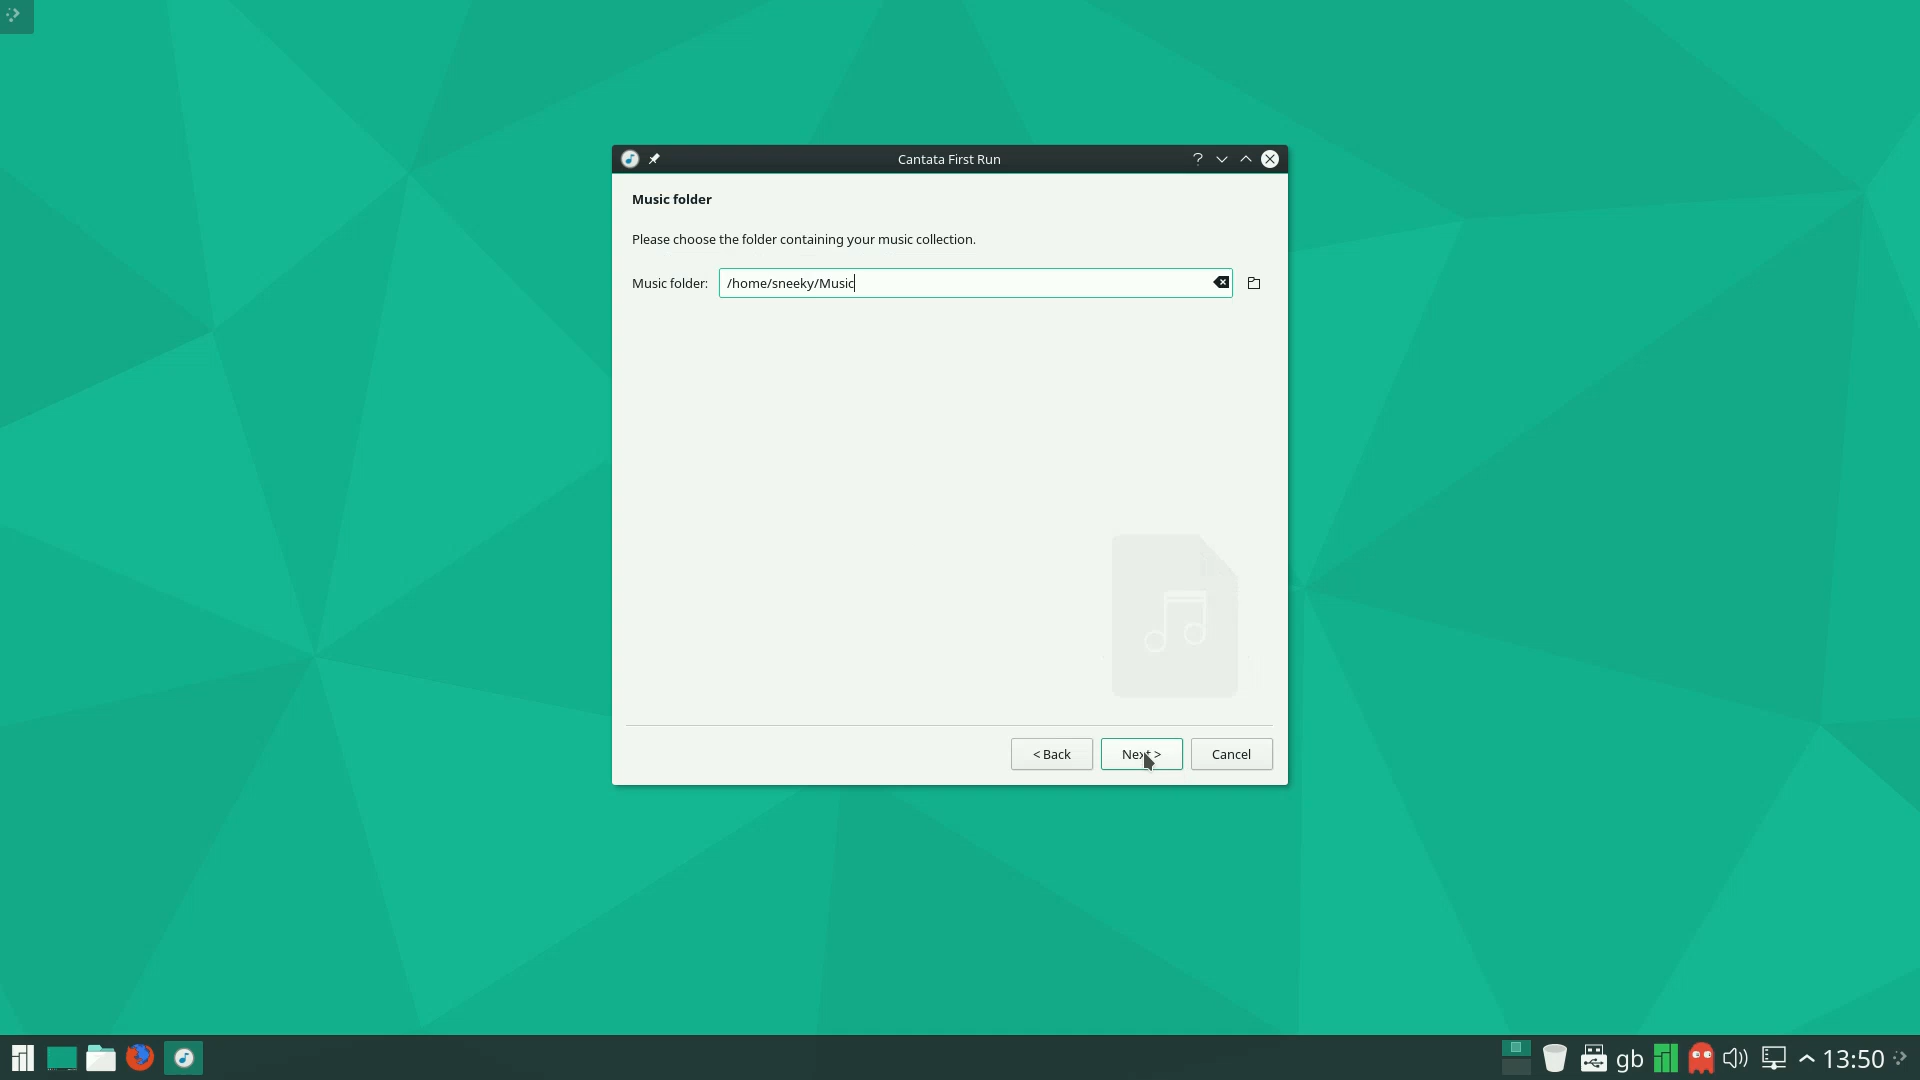 Cantata First Run
Music folder
Please choose the folder containing your music collection.
Music folder: /home/sneeky/Music
< Back Next > Cancel
gb 13:50